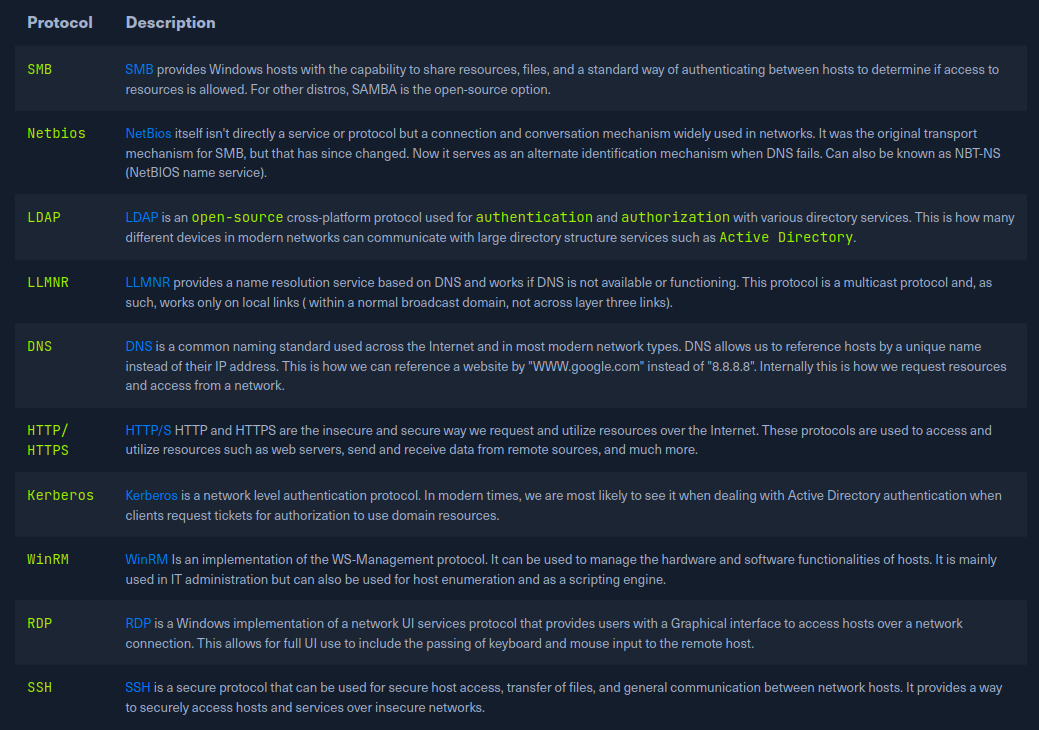 Protocol Description
SMB SMB provides Windows hosts with the capability to share resources, files, and a standard way of authenticating between hosts to determine if access to
resources is allowed. For other distros, SAMBA is the open-source option.
Netbios NetBios itself isn't directly a service or protocol but a connection and conversation mechanism widely used in networks. It was the original transport
mechanism for SMB, but that has since changed. Now it serves as an alternate identification mechanism when DNS fails. Can also be known as NBT-NS
(NetBIOS name service).
LDAP LDAP is an open-source cross-platform protocol used for authentication and authorization with various directory services. This is how many
different devices in modern networks can communicate with large directory structure services such as Active Directory.
LLMNR LLMNR provides a name resolution service based on DNS and works if DNS is not available or functioning. This protocol is a multicast protocol and, as
such, works only on local links ( within a normal broadcast domain, not across layer three links).
DNS DNS is a common naming standard used across the Internet and in most modern network types. DNS allows us to reference hosts by a unique name
instead of their IP address. This is how we can reference a website by "WWW.google.com" instead of "8.8.8.8". Internally this is how we request resources
and access from a network.
HTTP/ HTTP/S HTTP and HTTPS are the insecure and secure way we request and utilize resources over the Internet. These protocols are used to access and
HTTPS utilize resources such as web servers, send and receive data from remote sources, and much more.
Kerberos Kerberos is a network level authentication protocol. In modern times, we are most likely to see it when dealing with Active Directory authentication when
clients request tickets for authorization to use domain resources.
WinRM WinRM Is an implementation of the WS-Management protocol. It can be used to manage the hardware and software functionalities of hosts. It is mainly
used in IT administration but can also be used for host enumeration and as a scripting engine.
RDP RDP is a Windows implementation of a network UI services protocol that provides users with a Graphical interface to access hosts over a network
connection. This allows for full UI use to include the passing of keyboard and mouse input to the remote host.
SSH SSH is a secure protocol that can be used for secure host access, transfer of files, and general communication between network hosts. It provides a way
to securely access hosts and services over insecure networks.